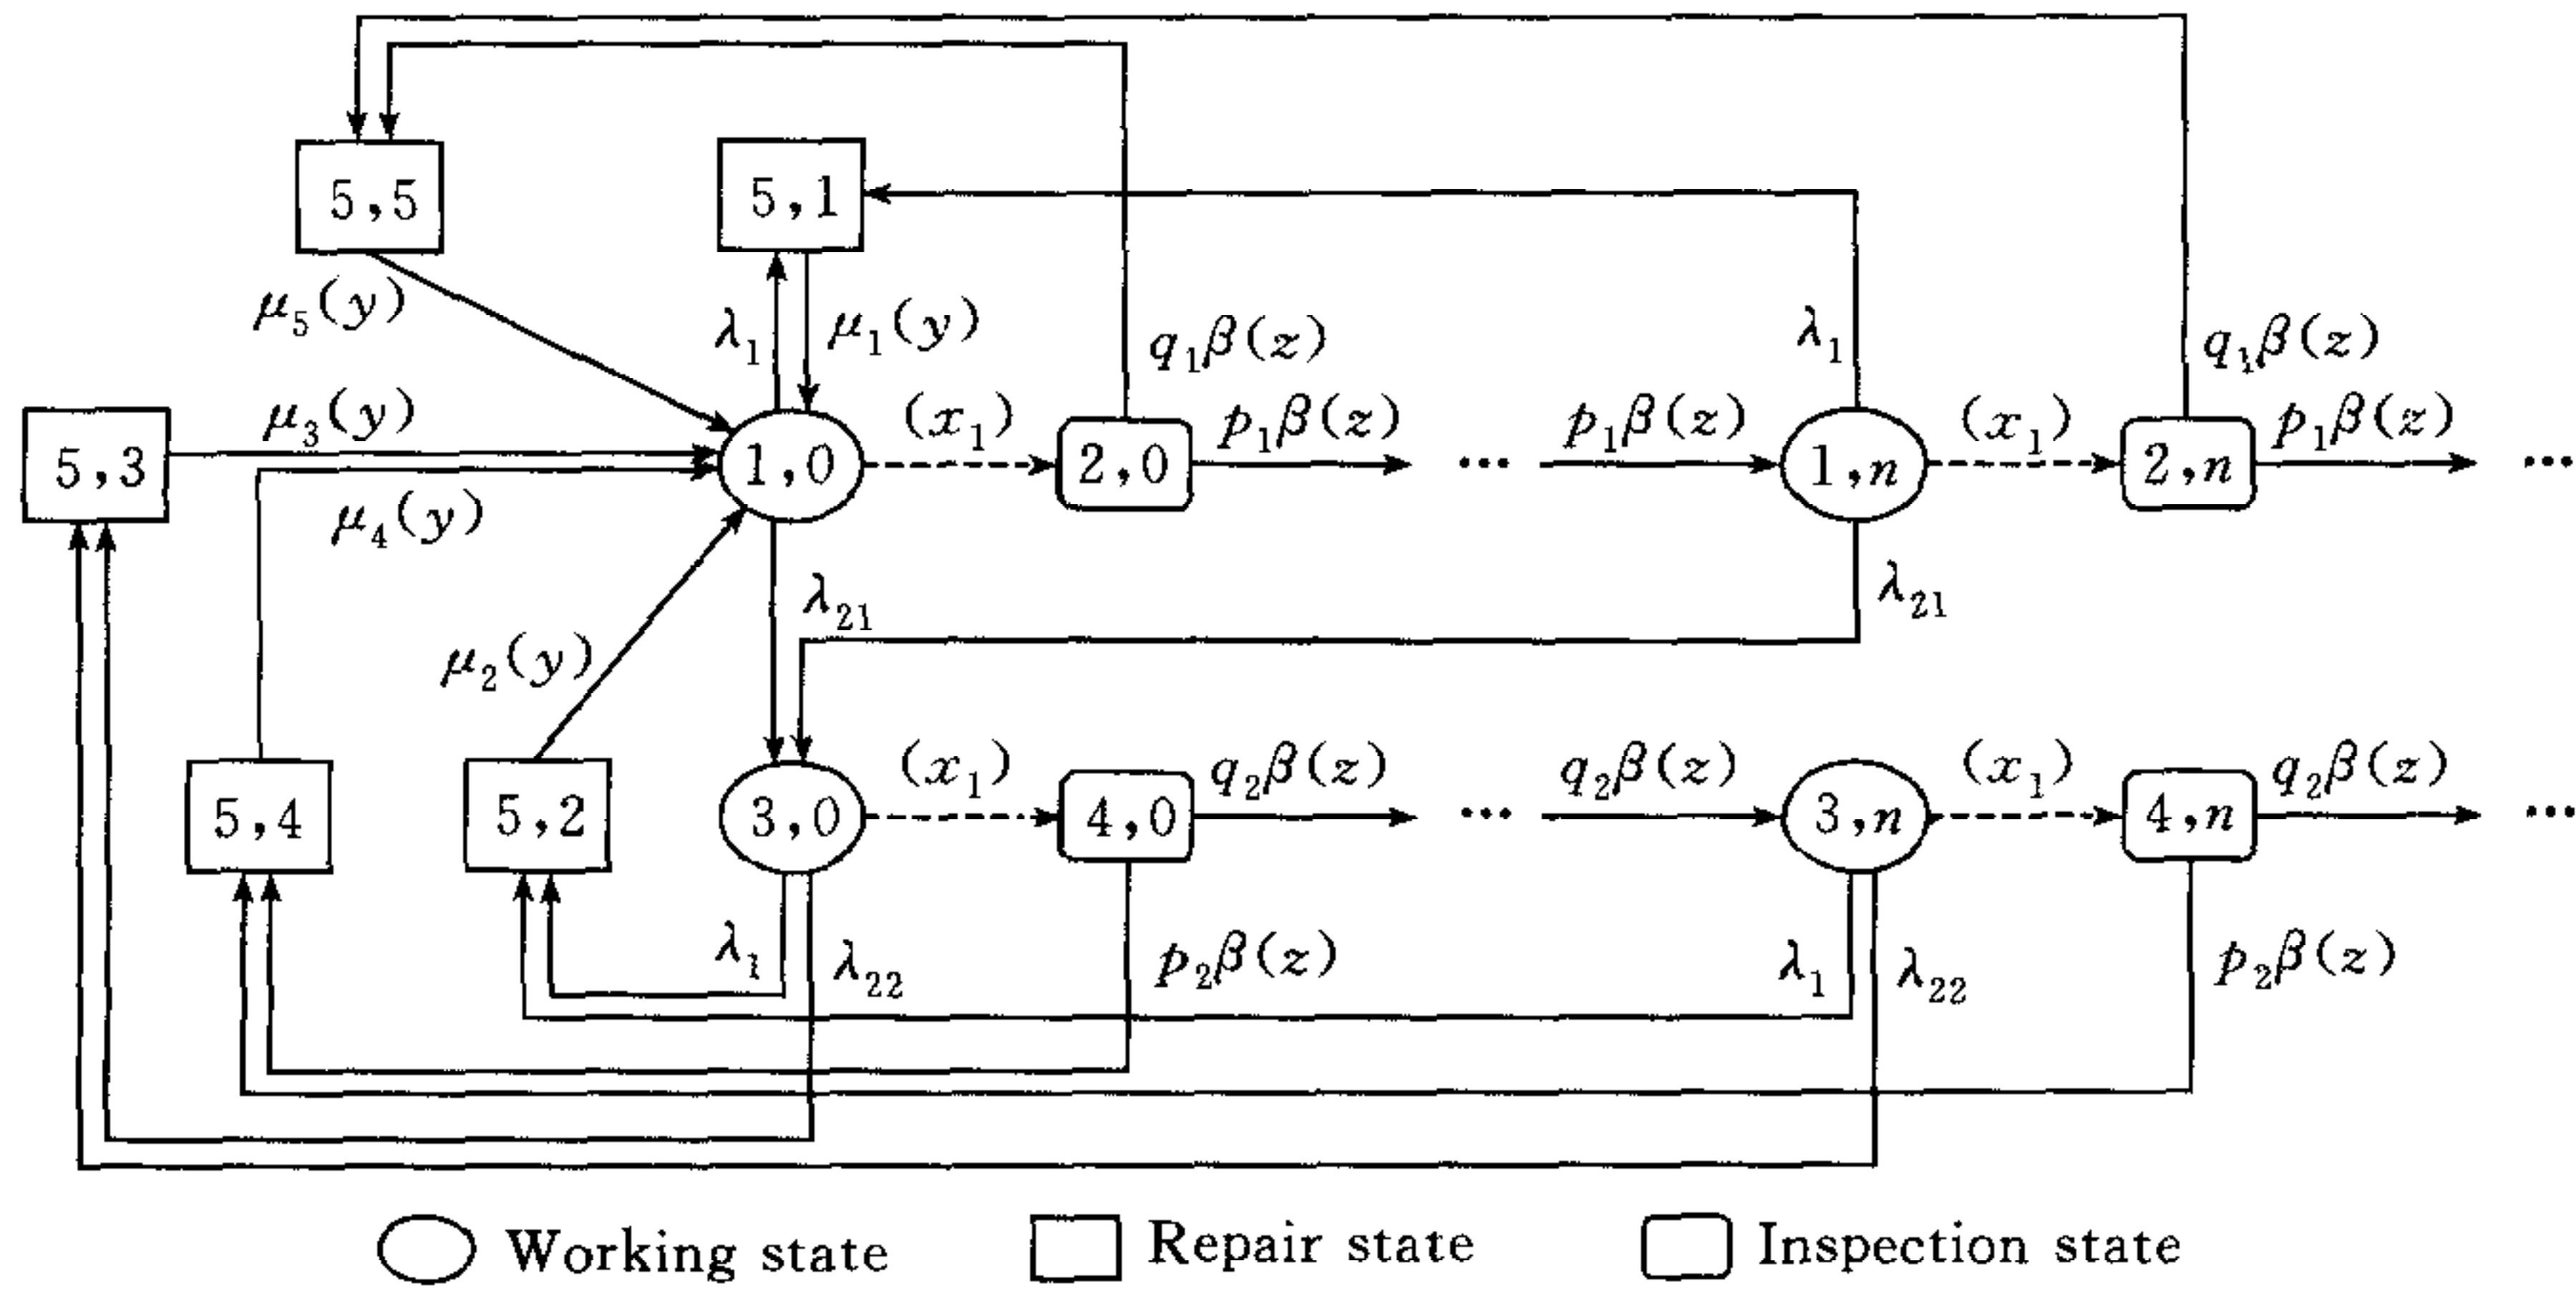 5,5
5,1
μ₅(y)
λ₁
μ₁(y)
q₁β(z)
λ₁
q₁β(z)
5,3
μ₃(y)
1,0
(x₁)
2,0
p₁β(z)
...
p₁β(z)
1,n
(x₁)
2,n
p₁β(z)
...
μ₄(y)
λ₂₁
λ₂₁
μ₂(y)
5,4
5,2
3,0
(x₁)
4,0
q₂β(z)
...
q₂β(z)
3,n
(x₁)
4,n
q₂β(z)
...
λ₁
λ₂₂
p₂β(z)
λ₁
λ₂₂
p₂β(z)
Working state
Repair state
Inspection state